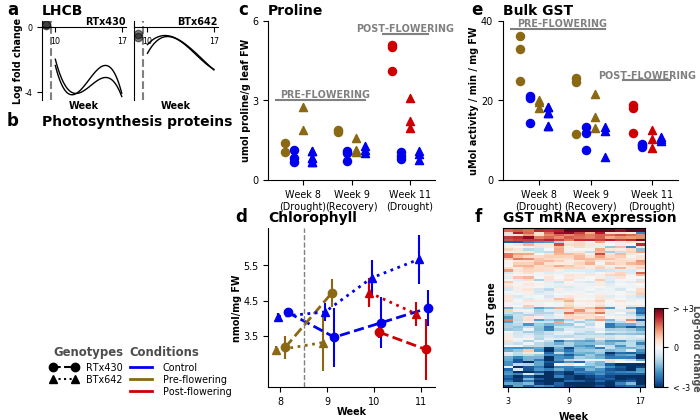 a LHCB
RTx430
BTx642
Log fold change
0
-4
10 17
10 17
Week
Week
b Photosynthesis proteins
Genotypes
RTx430
BTx642
Conditions
Control
Pre-flowering
Post-flowering
c Proline
POST-FLOWERING
PRE-FLOWERING
umol proline/g leaf FW
6
3
0
Week 8 (Drought)
Week 9 (Recovery)
Week 11 (Drought)
d Chlorophyll
nmol/mg FW
5.5
4.5
3.5
8 9 10 11
Week
e Bulk GST
PRE-FLOWERING
POST-FLOWERING
uMol activity / min / mg FW
40
20
0
Week 8 (Drought)
Week 9 (Recovery)
Week 11 (Drought)
f GST mRNA expression
GST gene
3 9 17
Week
> +3
0
< -3
Log-fold change